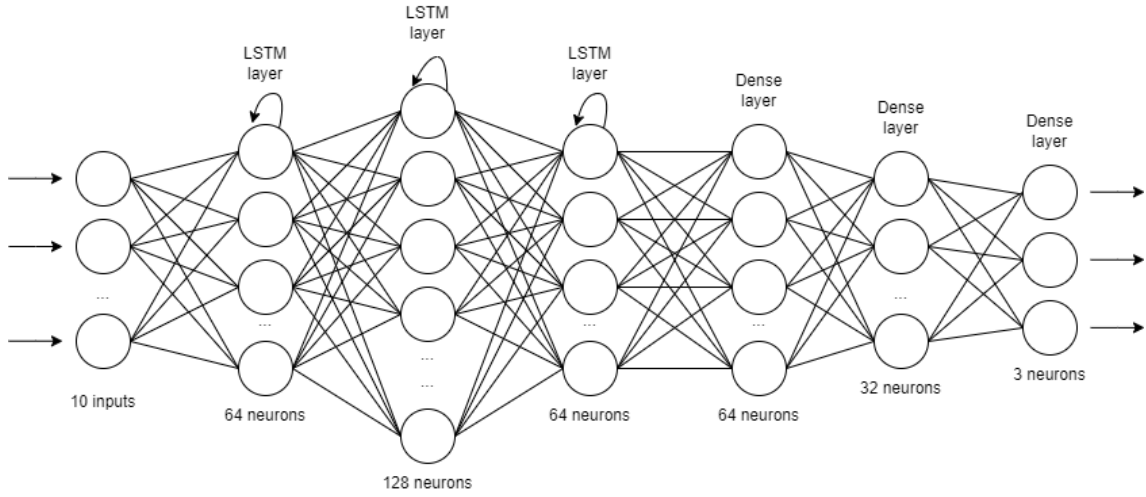 LSTM
layer
LSTM
layer
LSTM
layer
Dense
layer
Dense
layer
Dense
layer
...
...
...
...
...
...
...
10 inputs
64 neurons
128 neurons
64 neurons
64 neurons
32 neurons
3 neurons